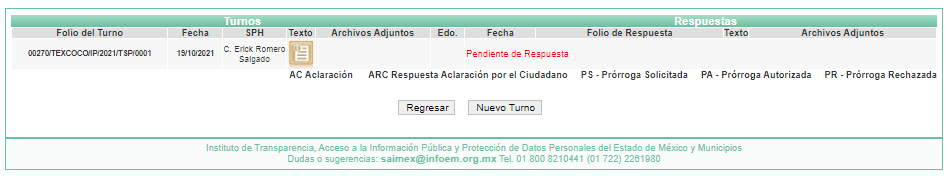 Turnos Respuestas
Folio del Turno Fecha SPH Texto Archivos Adjuntos Edo. Fecha Folio de Respuesta Texto Archivos Adjuntos
00270/TEXCOCO/IP/2021/TSP/0001 19/10/2021 C. Erick Romero Salgado Pendiente de Respuesta
AC Aclaración ARC Respuesta Aclaración por el Ciudadano PS - Prórroga Solicitada PA - Prórroga Autorizada PR - Prórroga Rechazada
Regresar Nuevo Turno
Instituto de Transparencia, Acceso a la Información Pública y Protección de Datos Personales del Estado de México y Municipios
Dudas o sugerencias: saimex@infoem.org.mx Tel. 01 800 8210441 (01 722) 2261980